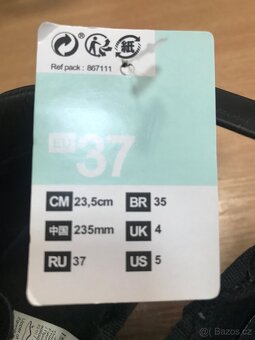 紙
Ref pack : 867111
EU 37
CM 23,5cm BR 35
中国 235mm UK 4
RU 37 US 5
© Bazos.cz